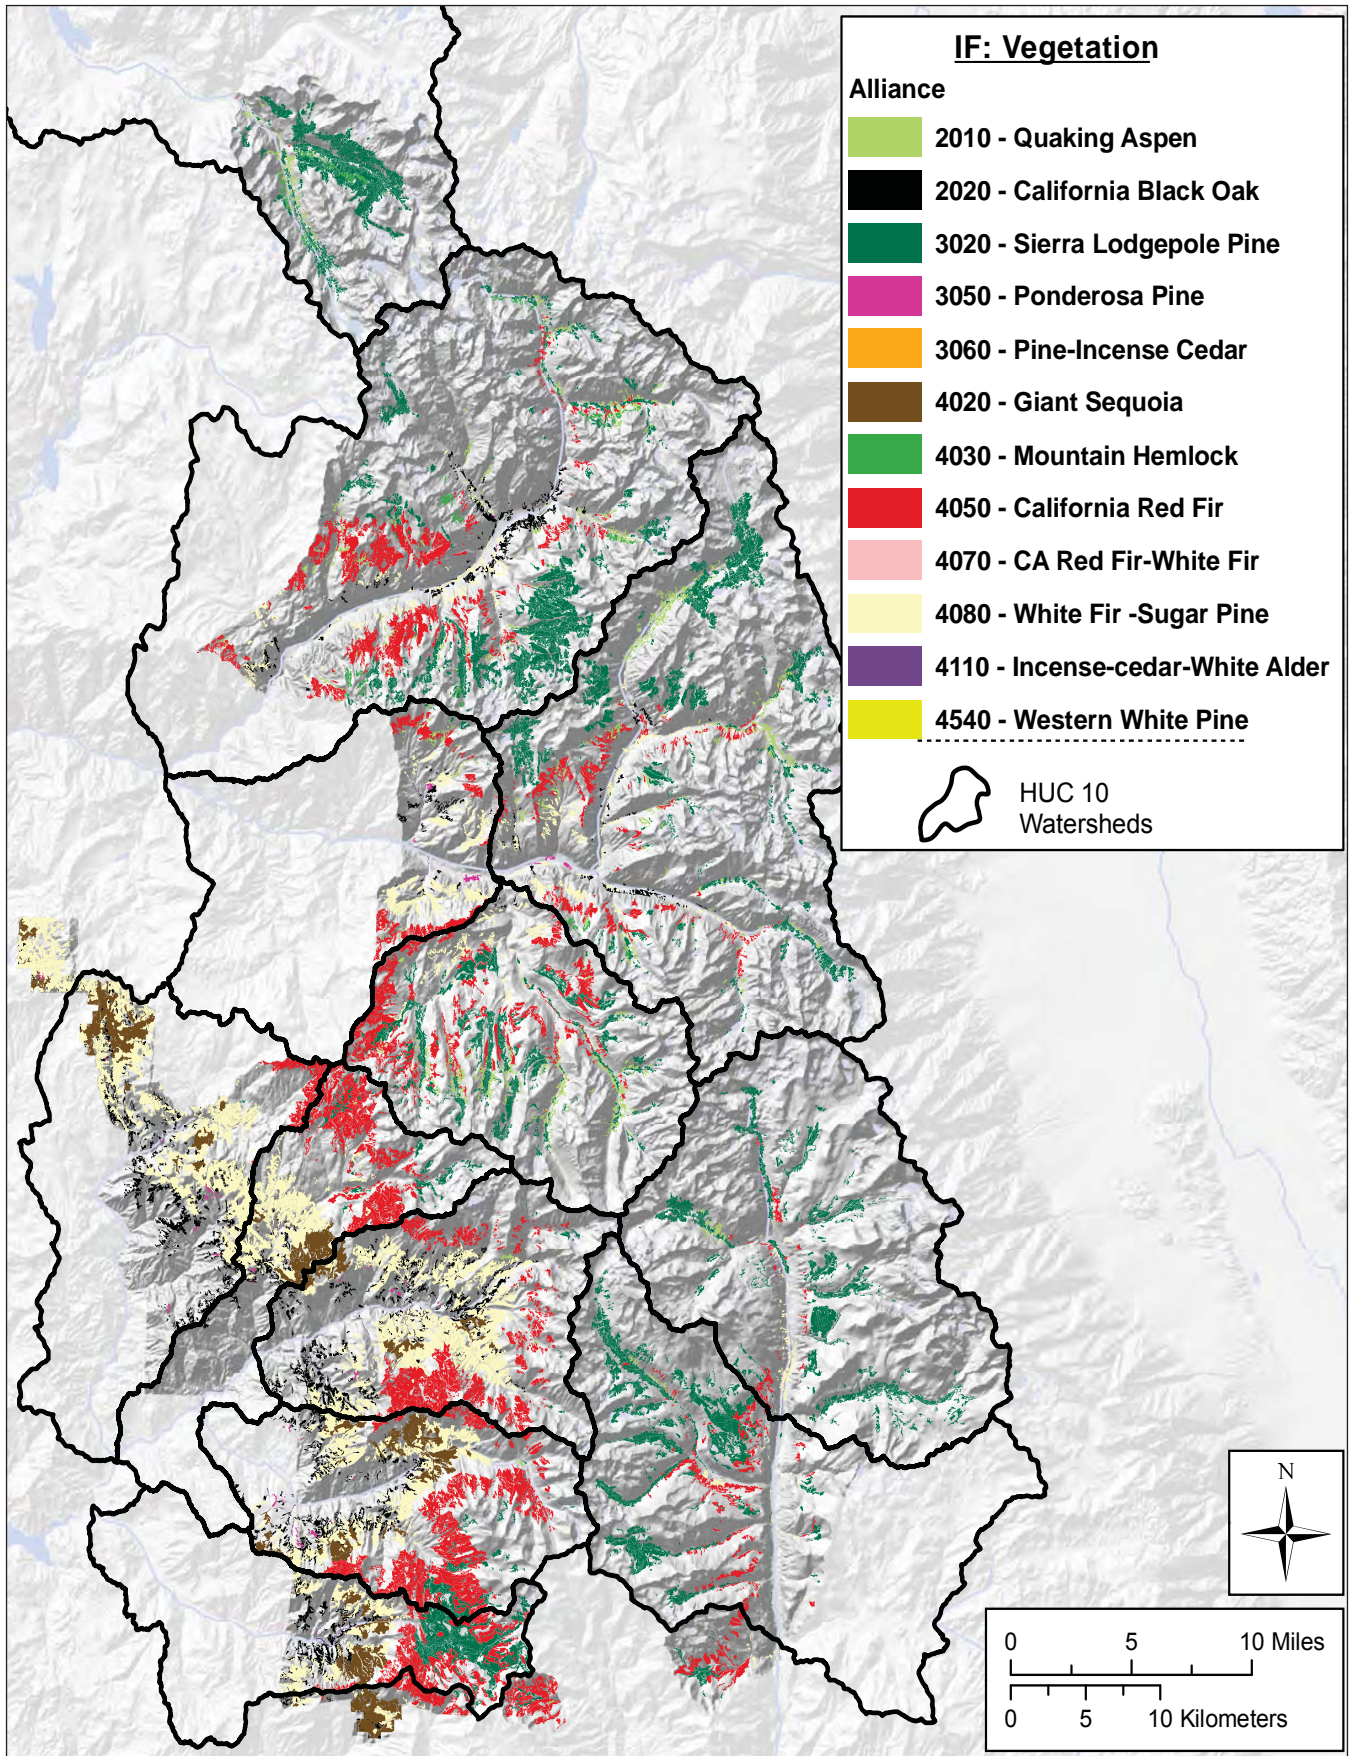 IF: Vegetation
Alliance
2010 - Quaking Aspen
2020 - California Black Oak
3020 - Sierra Lodgepole Pine
3050 - Ponderosa Pine
3060 - Pine-Incense Cedar
4020 - Giant Sequoia
4030 - Mountain Hemlock
4050 - California Red Fir
4070 - CA Red Fir-White Fir
4080 - White Fir -Sugar Pine
4110 - Incense-cedar-White Alder
4540 - Western White Pine
HUC 10
Watersheds
N
0 5 10 Miles
0 5 10 Kilometers